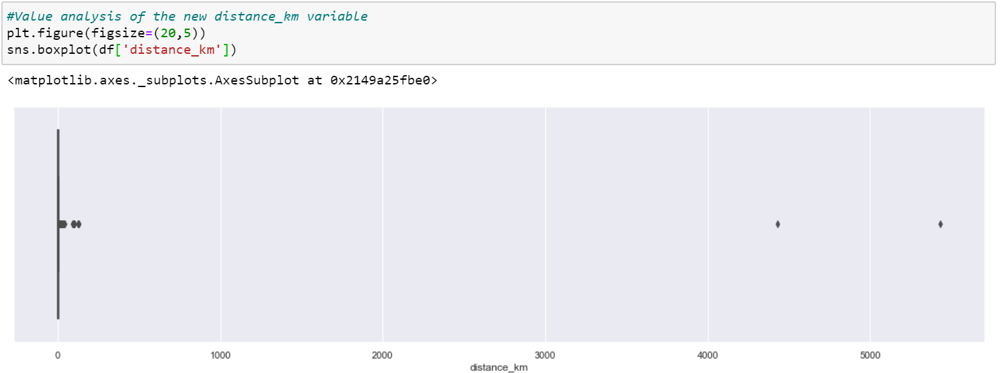 #Value analysis of the new distance_km variable
plt.figure(figsize=(20,5))
sns.boxplot(df['distance_km'])
<matplotlib.axes._subplots.AxesSubplot at 0x2149a25fbe0>
0 1000 2000 3000 4000 5000
distance_km